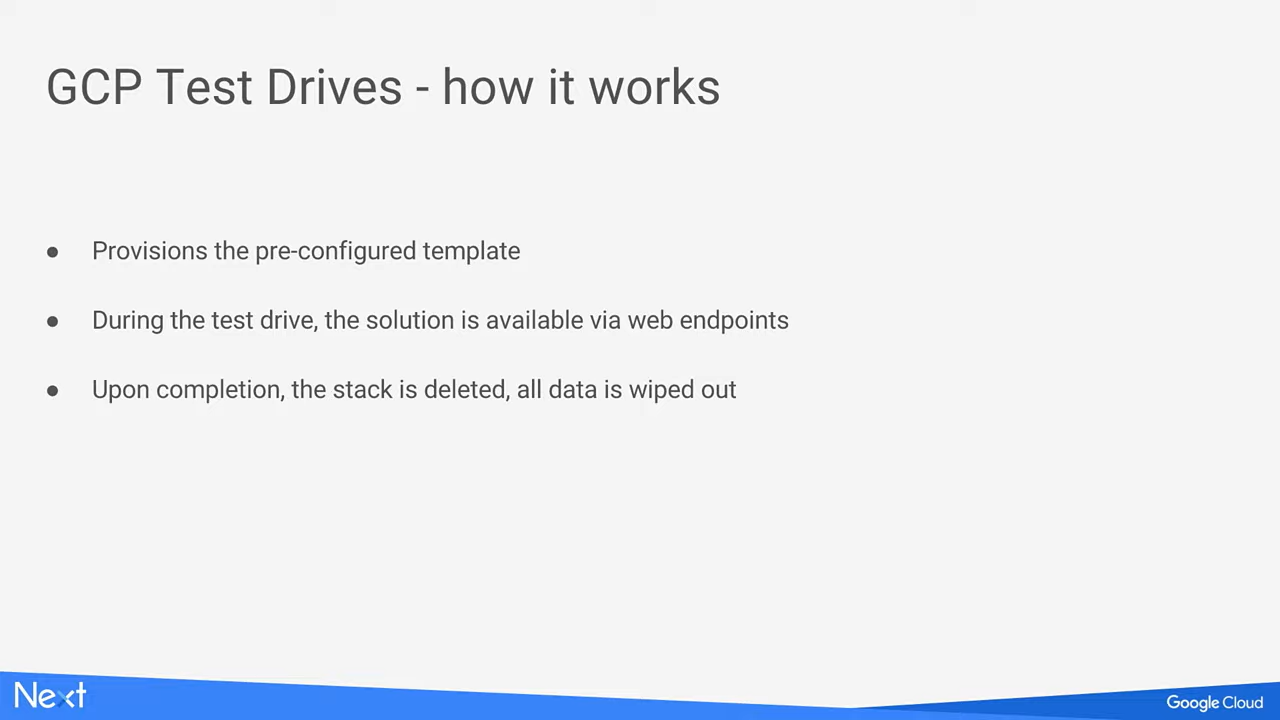 GCP Test Drives - how it works
● Provisions the pre-configured template
● During the test drive, the solution is available via web endpoints
● Upon completion, the stack is deleted, all data is wiped out
Next
Google Cloud